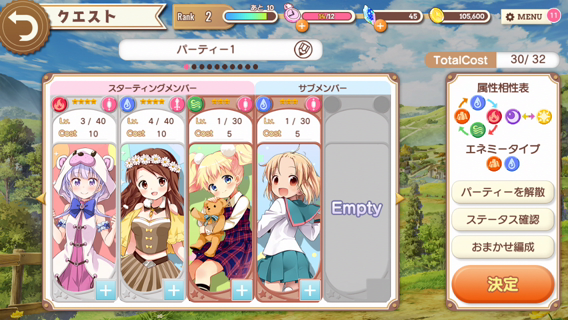 クエスト
Rank 2
あと 10
/12
45
105,600
MENU 11
パーティー1
TotalCost 30/ 32
スターティングメンバー
サブメンバー
Lv. 3 / 40
Cost 10
Lv. 4 / 40
Cost 10
Lv. 1 / 30
Cost 5
Lv. 1 / 30
Cost 5
Empty
属性相性表
エネミータイプ
パーティーを解散
ステータス確認
おまかせ編成
決定